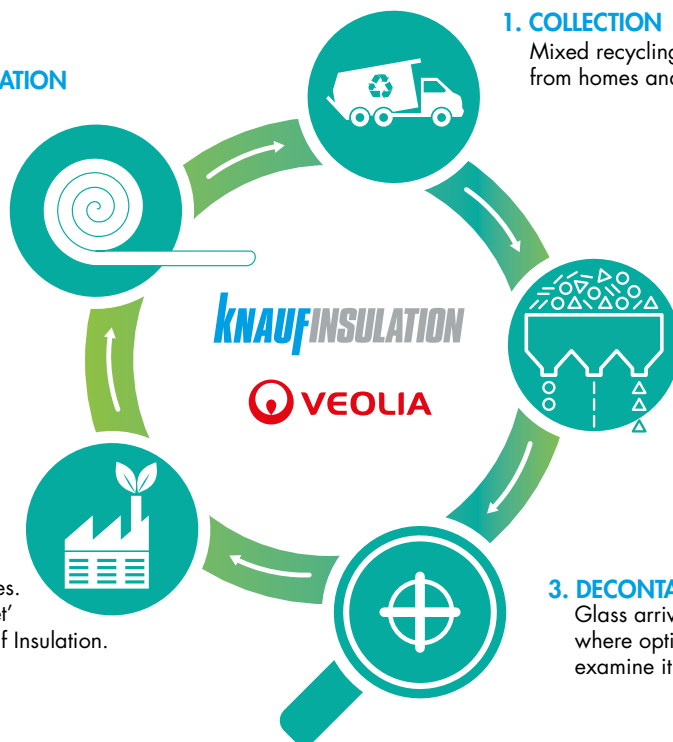 1. COLLECTION
Mixed recycling
from homes and
ATION
KNAUFINSULATION
VEOLIA
3. DECONTA
Glass arriv
where opti
examine it
es.
et’
f Insulation.